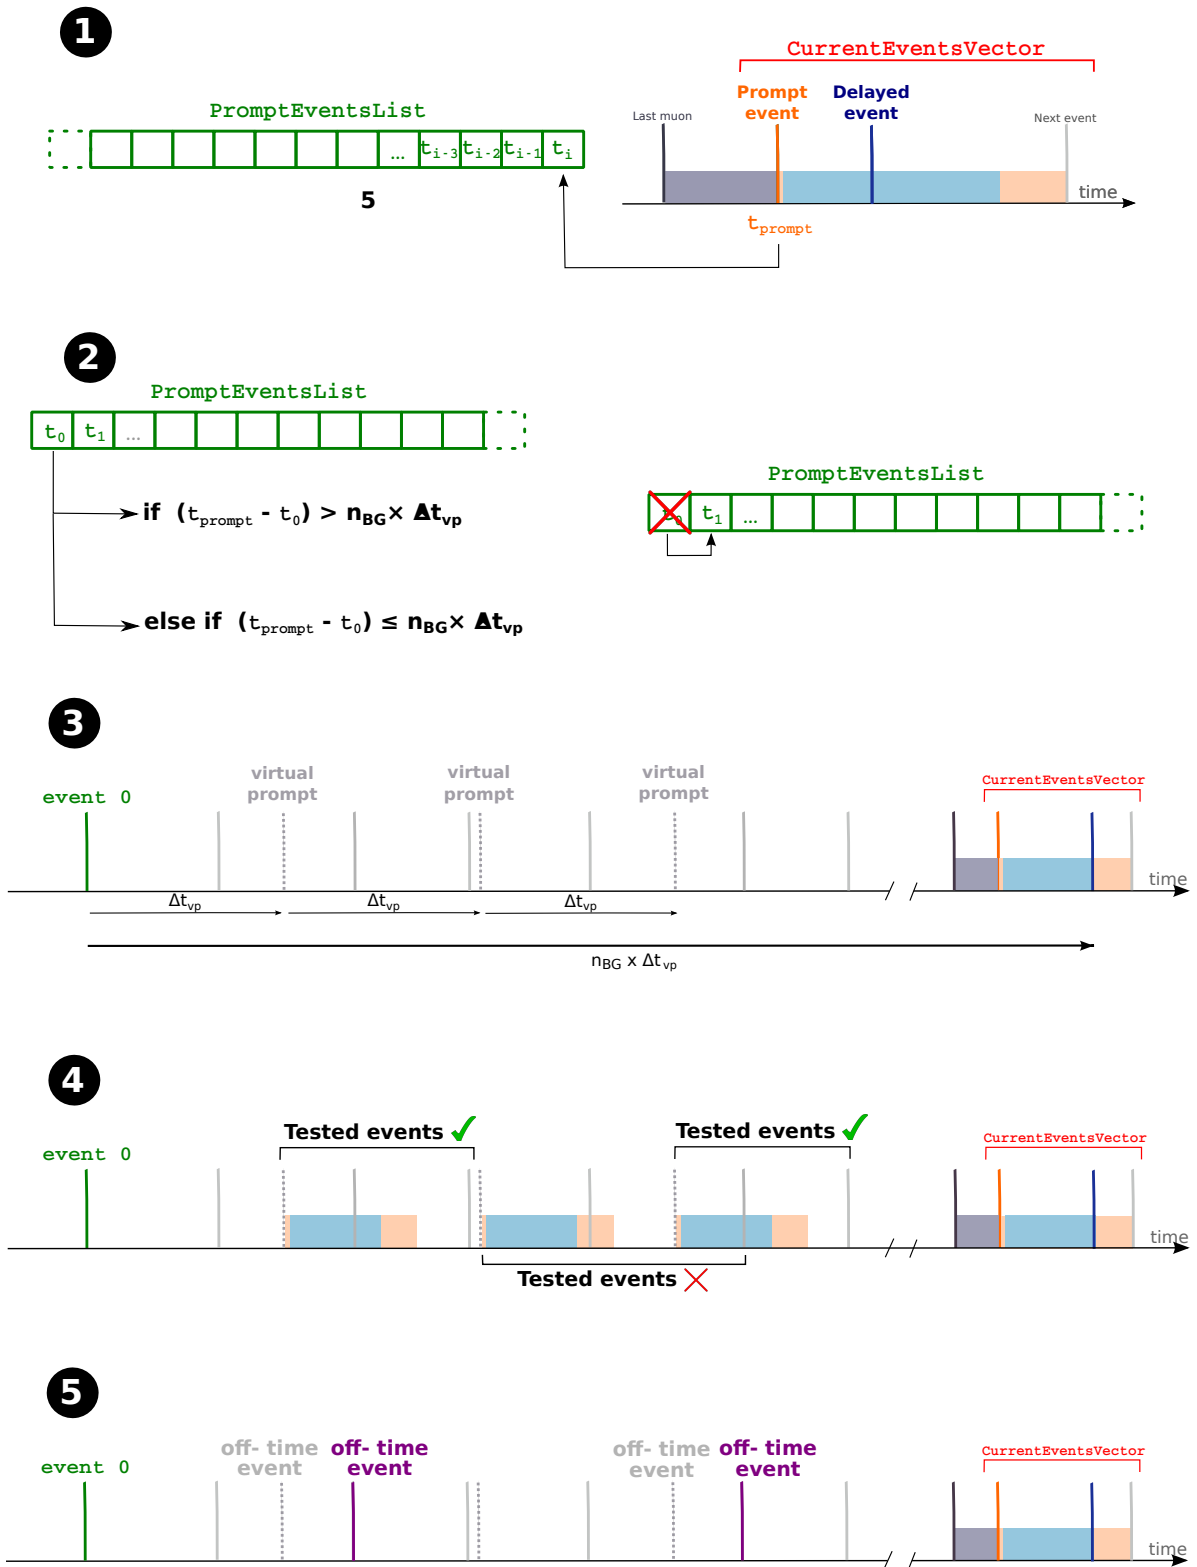 1
CurrentEventsVector
PromptEventsList
Last muon
Prompt event
Delayed event
Next event
... t_{i-3} t_{i-2} t_{i-1} t_i
5
time
t_{prompt}
2
PromptEventsList
t_0 t_1 ...
PromptEventsList
t_0 t_1 ...
if (t_{prompt} - t_0) > n_{BG} × Δt_{vp}
else if (t_{prompt} - t_0) ≤ n_{BG} × Δt_{vp}
3
event 0
virtual prompt
virtual prompt
virtual prompt
CurrentEventsVector
time
Δt_{vp}
Δt_{vp}
Δt_{vp}
n_{BG} x Δt_{vp}
4
event 0
Tested events
Tested events
CurrentEventsVector
time
Tested events
5
event 0
off- time event
off- time event
off- time event
off- time event
CurrentEventsVector
time